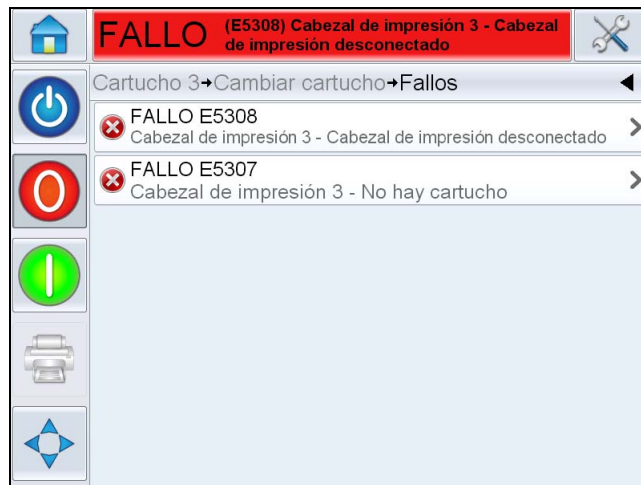 FALLO
(E5308) Cabezal de impresión 3 - Cabezal
de impresión desconectado
Cartucho 3→Cambiar cartucho→Fallos
FALLO E5308
Cabezal de impresión 3 - Cabezal de impresión desconectado
FALLO E5307
Cabezal de impresión 3 - No hay cartucho